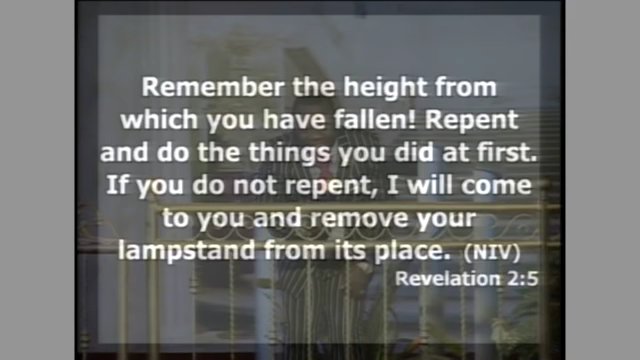 Remember the height from
which you have fallen! Repent
and do the things you did at first.
If you do not repent, I will come
to you and remove your
lampstand from its place. (NIV)
Revelation 2:5